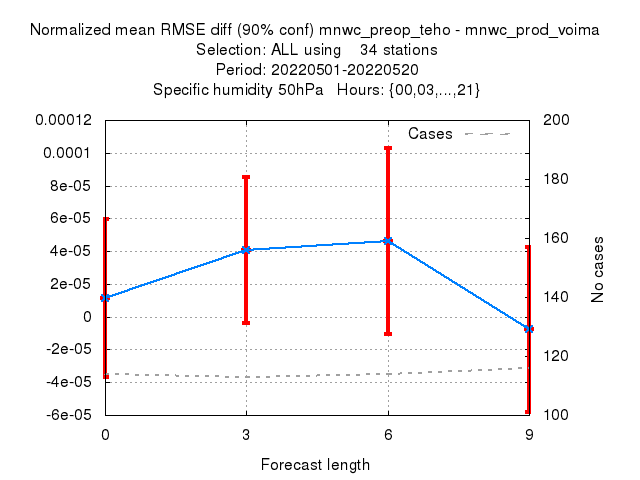 Normalized mean RMSE diff (90% conf) mnwc_preop_teho - mnwc_prod_voima
Selection: ALL using    34 stations
Period: 20220501-20220520
Specific humidity 50hPa   Hours: {00,03,...,21}
Cases
0.00012
0.0001
8e-05
6e-05
4e-05
2e-05
0
-2e-05
-4e-05
-6e-05
200
180
160
140
120
100
No cases
0 3 6 9
Forecast length